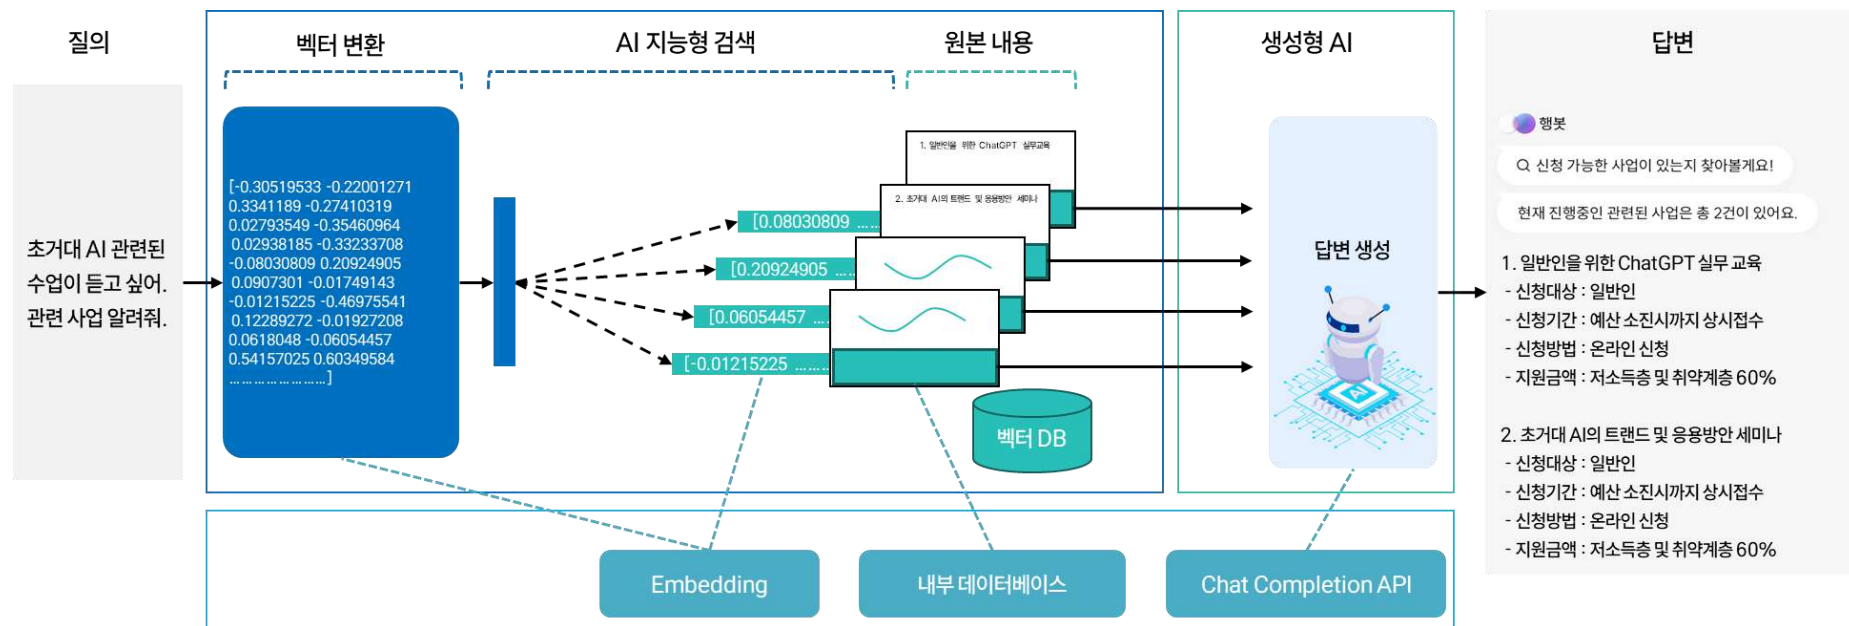 질의
벡터 변환
AI 지능형 검색
원본 내용
생성형 AI
답변
초거대 AI 관련된
수업이 듣고 싶어.
관련 사업 알려줘.
[-0.30519533 -0.22001271
0.3341189 -0.27410319
0.02793549 -0.35460964
0.02938185 -0.33233708
-0.08030809 0.20924905
0.0907301 -0.01749143
-0.01215225 -0.46975541
0.12289272 -0.01927208
0.0618048 -0.06054457
0.54157025 0.60349584
........................]
[0.08030809 ......
[0.20924905 ......
[0.06054457 ...
[-0.01215225 .........
1. 일반인을 위한 ChatGPT 실무교육
2. 초거대 AI의 트랜드 및 응용방안 세미나
벡터 DB
답변 생성
AI
행봇
신청 가능한 사업이 있는지 찾아볼게요!
현재 진행중인 관련된 사업은 총 2건이 있어요.
1. 일반인을 위한 ChatGPT 실무 교육
- 신청대상 : 일반인
- 신청기간 : 예산 소진시까지 상시접수
- 신청방법 : 온라인 신청
- 지원금액 : 저소득층 및 취약계층 60%
2. 초거대 AI의 트랜드 및 응용방안 세미나
- 신청대상 : 일반인
- 신청기간 : 예산 소진시까지 상시접수
- 신청방법 : 온라인 신청
- 지원금액 : 저소득층 및 취약계층 60%
Embedding
내부 데이터베이스
Chat Completion API